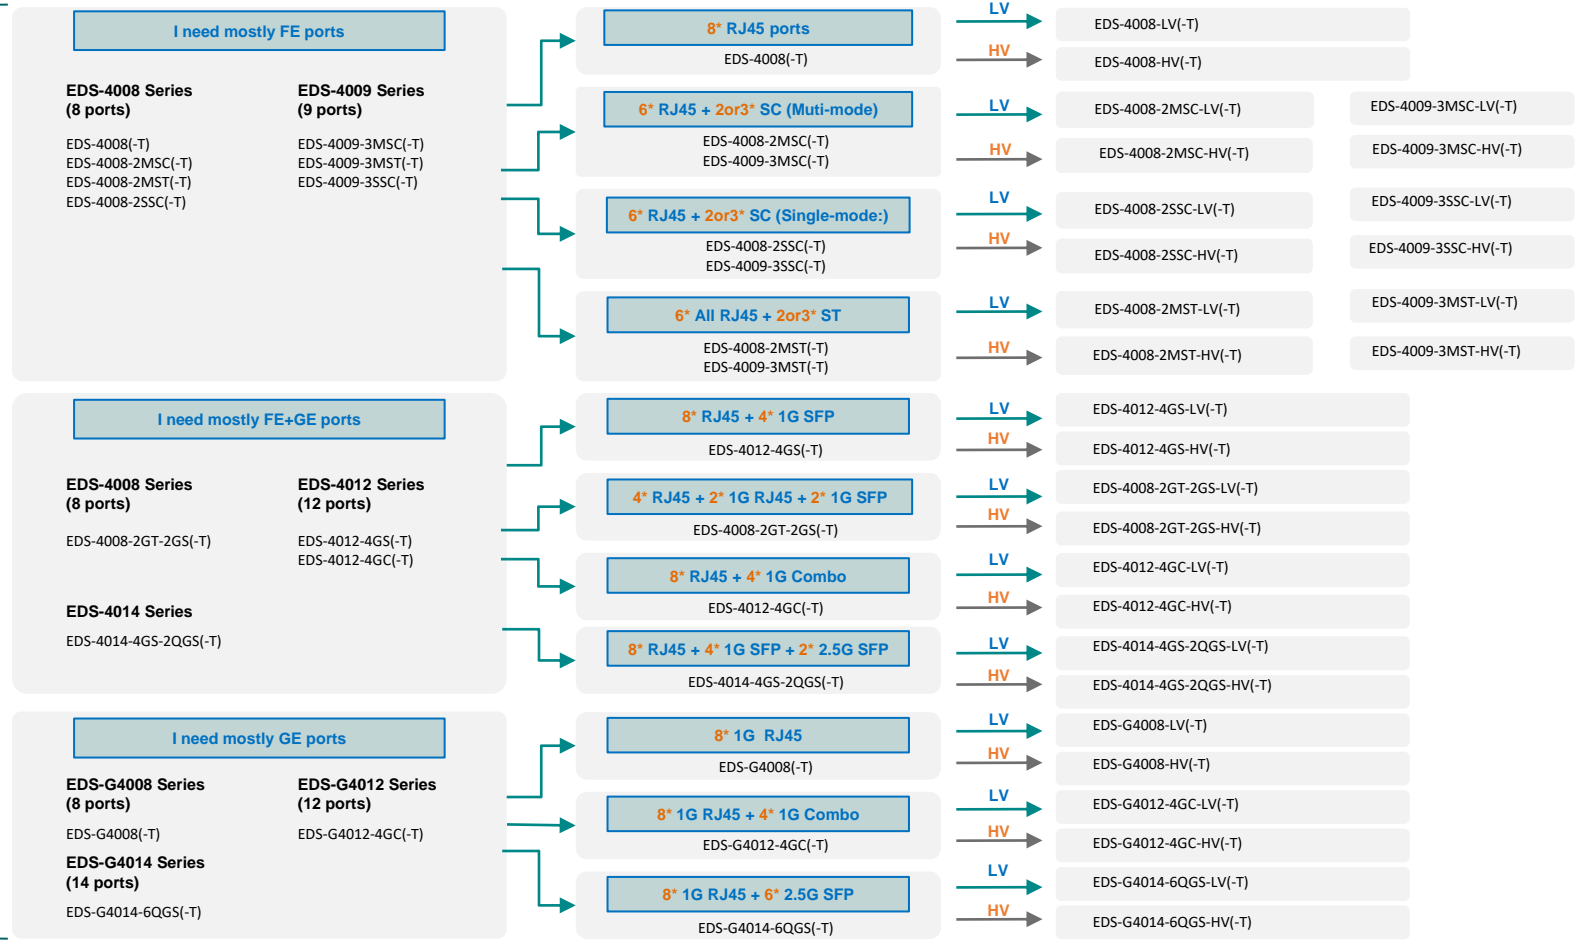 I need mostly FE ports
EDS-4008 Series
(8 ports)
EDS-4008(-T)
EDS-4008-2MSC(-T)
EDS-4008-2MST(-T)
EDS-4008-2SSC(-T)
EDS-4009 Series
(9 ports)
EDS-4009-3MSC(-T)
EDS-4009-3MST(-T)
EDS-4009-3SSC(-T)
8* RJ45 ports
EDS-4008(-T)
LV
EDS-4008-LV(-T)
HV
EDS-4008-HV(-T)
6* RJ45 + 2or3* SC (Muti-mode)
EDS-4008-2MSC(-T)
EDS-4009-3MSC(-T)
LV
EDS-4008-2MSC-LV(-T)
EDS-4009-3MSC-LV(-T)
HV
EDS-4008-2MSC-HV(-T)
EDS-4009-3MSC-HV(-T)
6* RJ45 + 2or3* SC (Single-mode:)
EDS-4008-2SSC(-T)
EDS-4009-3SSC(-T)
LV
EDS-4008-2SSC-LV(-T)
EDS-4009-3SSC-LV(-T)
HV
EDS-4008-2SSC-HV(-T)
EDS-4009-3SSC-HV(-T)
6* All RJ45 + 2or3* ST
EDS-4008-2MST(-T)
EDS-4009-3MST(-T)
LV
EDS-4008-2MST-LV(-T)
EDS-4009-3MST-LV(-T)
HV
EDS-4008-2MST-HV(-T)
EDS-4009-3MST-HV(-T)
I need mostly FE+GE ports
EDS-4008 Series
(8 ports)
EDS-4008-2GT-2GS(-T)
EDS-4012 Series
(12 ports)
EDS-4012-4GS(-T)
EDS-4012-4GC(-T)
EDS-4014 Series
EDS-4014-4GS-2QGS(-T)
8* RJ45 + 4* 1G SFP
EDS-4012-4GS(-T)
LV
EDS-4012-4GS-LV(-T)
HV
EDS-4012-4GS-HV(-T)
4* RJ45 + 2* 1G RJ45 + 2* 1G SFP
EDS-4008-2GT-2GS(-T)
LV
EDS-4008-2GT-2GS-LV(-T)
HV
EDS-4008-2GT-2GS-HV(-T)
8* RJ45 + 4* 1G Combo
EDS-4012-4GC(-T)
LV
EDS-4012-4GC-LV(-T)
HV
EDS-4012-4GC-HV(-T)
8* RJ45 + 4* 1G SFP + 2* 2.5G SFP
EDS-4014-4GS-2QGS(-T)
LV
EDS-4014-4GS-2QGS-LV(-T)
HV
EDS-4014-4GS-2QGS-HV(-T)
I need mostly GE ports
EDS-G4008 Series
(8 ports)
EDS-G4008(-T)
EDS-G4012 Series
(12 ports)
EDS-G4012-4GC(-T)
EDS-G4014 Series
(14 ports)
EDS-G4014-6QGS(-T)
8* 1G RJ45
EDS-G4008(-T)
LV
EDS-G4008-LV(-T)
HV
EDS-G4008-HV(-T)
8* 1G RJ45 + 4* 1G Combo
EDS-G4012-4GC(-T)
LV
EDS-G4012-4GC-LV(-T)
HV
EDS-G4012-4GC-HV(-T)
8* 1G RJ45 + 6* 2.5G SFP
EDS-G4014-6QGS(-T)
LV
EDS-G4014-6QGS-LV(-T)
HV
EDS-G4014-6QGS-HV(-T)